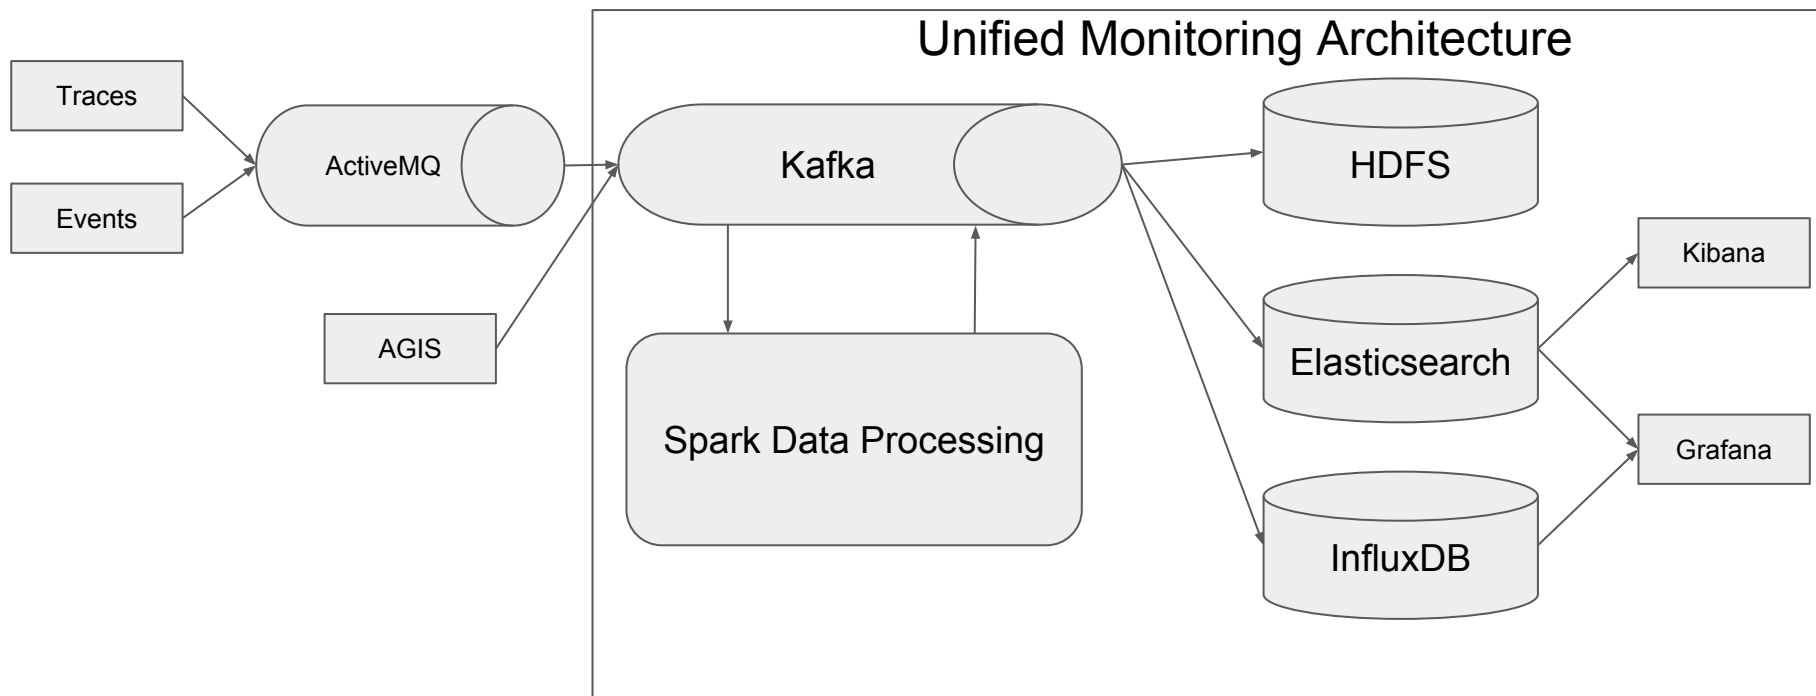 Unified Monitoring Architecture
Traces
Events
ActiveMQ
AGIS
Kafka
Spark Data Processing
HDFS
Elasticsearch
InfluxDB
Kibana
Grafana